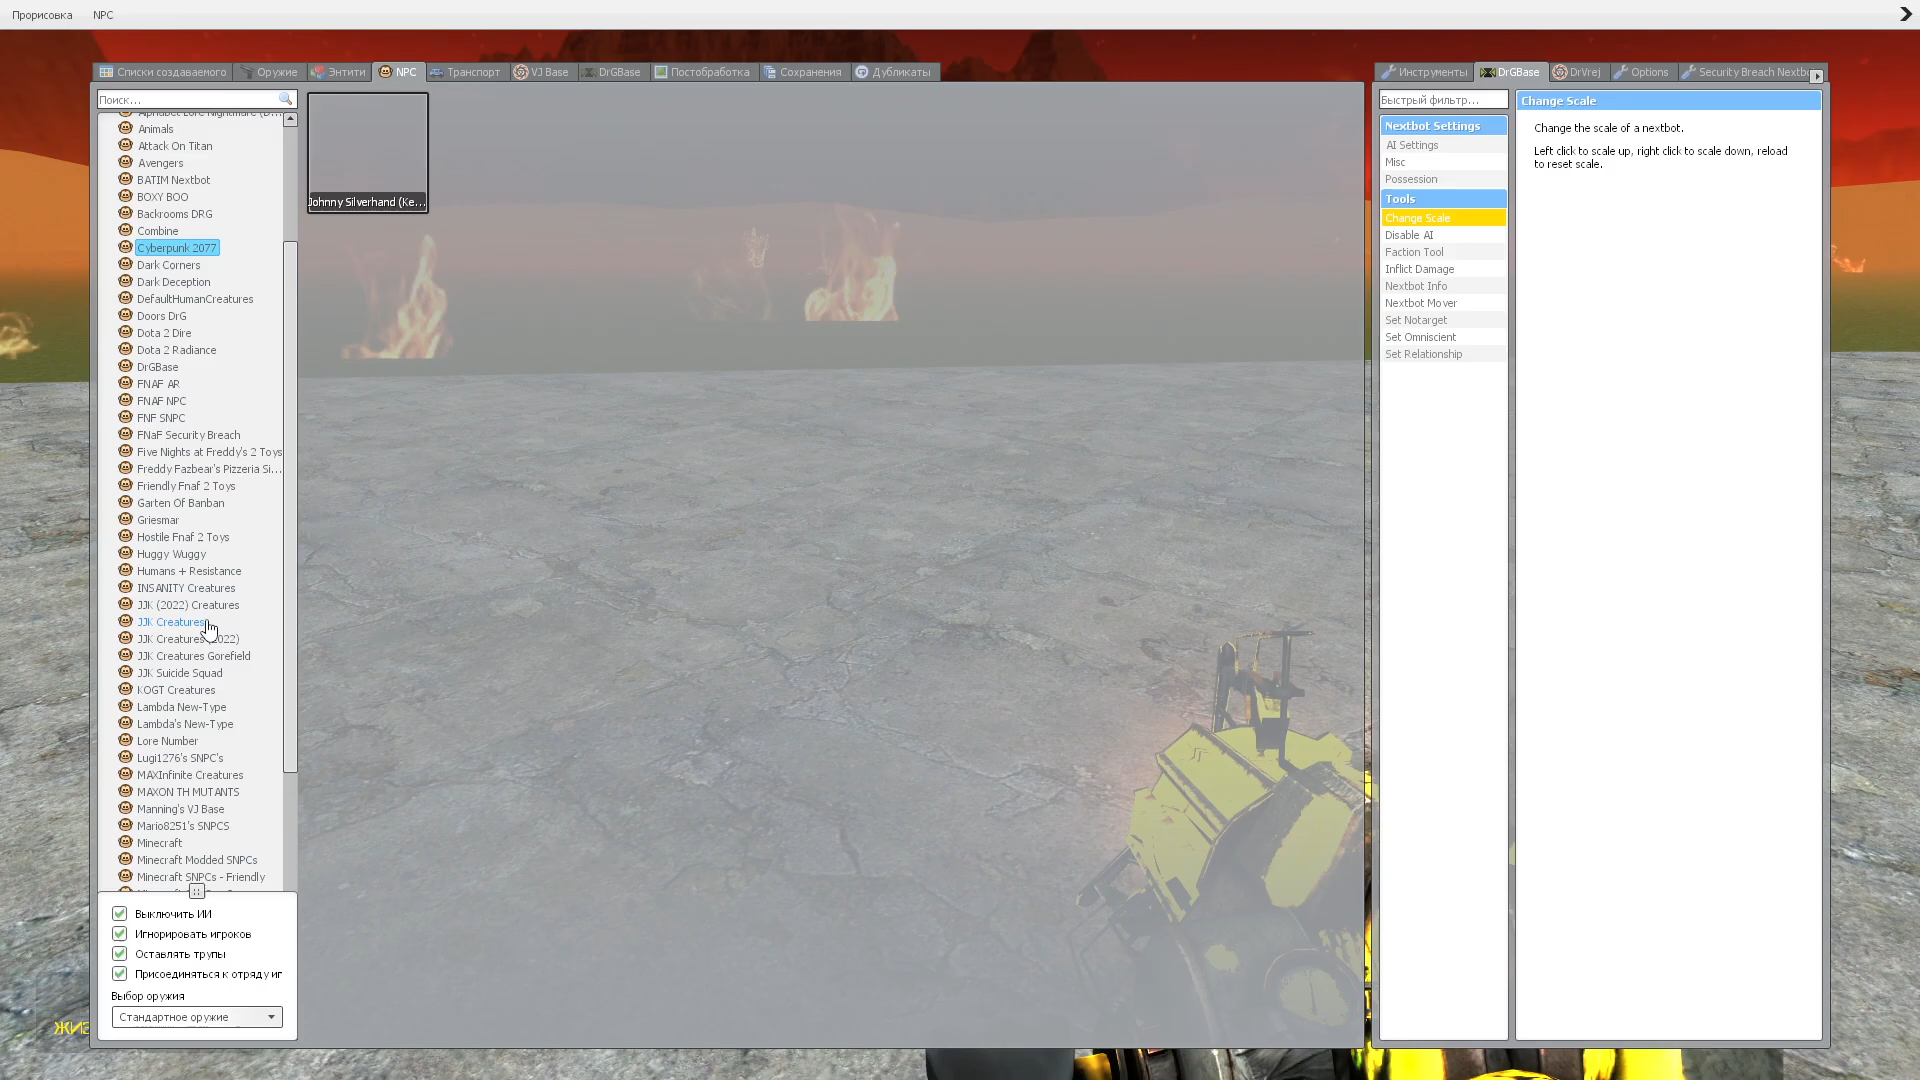 Прорисовка NPC
Списки создаваемого Оружие Энтити NPC Транспорт VJ Base DrGBase Постобработка Сохранения Дубликаты
Поиск...
Animals
Attack On Titan
Avengers
BATIM Nextbot
BOXY BOO
Backrooms DRG
Combine
Cyberpunk 2077
Dark Corners
Dark Deception
DefaultHumanCreatures
Doors DrG
Dota 2 Dire
Dota 2 Radiance
DrGBase
FNAF AR
FNAF NPC
FNF SNPC
FNaF Security Breach
Five Nights at Freddy's 2 Toys
Freddy Fazbear's Pizzeria Si...
Friendly Fnaf 2 Toys
Garten Of Banban
Griesmar
Hostile Fnaf 2 Toys
Huggy Wuggy
Humans + Resistance
INSANITY Creatures
JJK (2022) Creatures
JJK Creatures
JJK Creatures (2022)
JJK Creatures Gorefield
JJK Suicide Squad
KOGT Creatures
Lambda New-Type
Lambda's New-Type
Lore Number
Lugi1276's SNPC's
MAXInfinite Creatures
MAXON TH MUTANTS
Manning's VJ Base
Mario8251's SNPCS
Minecraft
Minecraft Modded SNPCs
Minecraft SNPCs - Friendly
Выключить ИИ
Игнорировать игроков
Оставлять трупы
Присоединяться к отряду иг
Выбор оружия
Стандартное оружие
Johnny Silverhand (Ke...
Инструменты DrGBase DrVrej Options Security Breach Nextbo
Быстрый фильтр...
Nextbot Settings
AI Settings
Misc
Possession
Tools
Change Scale
Disable AI
Faction Tool
Inflict Damage
Nextbot Info
Nextbot Mover
Set Notarget
Set Omniscient
Set Relationship
Change Scale
Change the scale of a nextbot.
Left click to scale up, right click to scale down, reload
to reset scale.